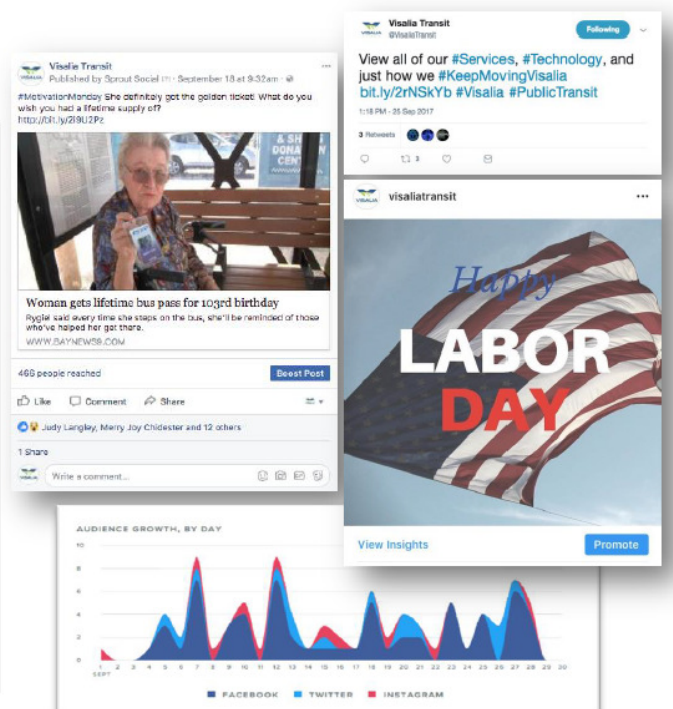 Visalia Transit
Published by Sprout Social · September 18 at 9:32am ·
#MotivationMonday She definitely got the golden ticket! What do you
wish you had a lifetime supply of?
http://bit.ly/2l9U2Pz
& SH
DONA
CEN
Woman gets lifetime bus pass for 103rd birthday
Rygiel said every time she steps on the bus, she'll be reminded of those
who've helped her get there.
WWW.BAYNEWS9.COM
466 people reached
Boost Post
Like Comment Share
Judy Langley, Merry Joy Chidester and 12 others
1 Share
VISALIA
Write a comment...
Visalia Transit
@VisaliaTransit
Following
View all of our #Services, #Technology, and
just how we #KeepMovingVisalia
bit.ly/2rNSkYb #Visalia #PublicTransit
1:18 PM - 25 Sep 2017
3 Retweets
3
VISALIA
visaliatransit
Happy
LABOR
DAY
View Insights
Promote
AUDIENCE GROWTH, BY DAY
10
8
6
4
2
0
1 2 3 4 5 6 7 8 9 10 11 12 13 14 15 16 17 18 19 20 21 22 23 24 25 26 27 28 29 30
SEPT
FACEBOOK TWITTER INSTAGRAM